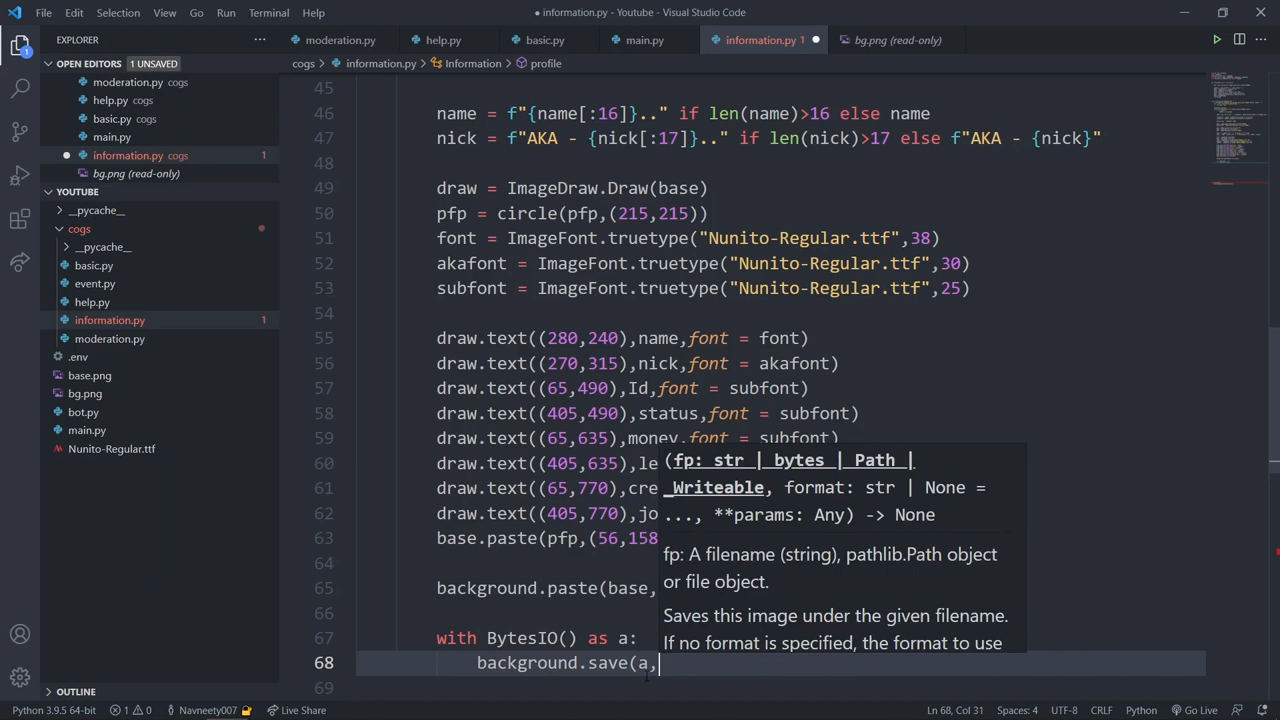 File Edit Selection View Go Run Terminal Help
● information.py - Youtube - Visual Studio Code
EXPLORER
moderation.py
help.py
basic.py
main.py
information.py 1 ●
bg.png (read-only)
OPEN EDITORS 1 UNSAVED
cogs > information.py > Information > profile
moderation.py cogs
help.py cogs
basic.py cogs
main.py
● information.py cogs 1
bg.png (read-only)
YOUTUBE
__pycache__
cogs
__pycache__
basic.py
event.py
help.py
information.py 1
moderation.py
.env
base.png
bg.png
bot.py
main.py
Nunito-Regular.ttf
OUTLINE
45
46 name = f"{name[:16]}.." if len(name)>16 else name
47 nick = f"AKA - {nick[:17]}.." if len(nick)>17 else f"AKA - {nick}"
48
49 draw = ImageDraw.Draw(base)
50 pfp = circle(pfp,(215,215))
51 font = ImageFont.truetype("Nunito-Regular.ttf",38)
52 akafont = ImageFont.truetype("Nunito-Regular.ttf",30)
53 subfont = ImageFont.truetype("Nunito-Regular.ttf",25)
54
55 draw.text((280,240),name,font = font)
56 draw.text((270,315),nick,font = akafont)
57 draw.text((65,490),Id,font = subfont)
58 draw.text((405,490),status,font = subfont)
59 draw.text((65,635),money,font = subfont)
60 draw.text((405,635),le
61 draw.text((65,770),cre
62 draw.text((405,770),jo
63 base.paste(pfp,(56,158
64
65 background.paste(base,
66
67 with BytesIO() as a:
68 background.save(a,
69
(fp: str | bytes | Path |
_Writeable, format: str | None =
..., **params: Any) -> None
fp: A filename (string), pathlib.Path object
or file object.
Saves this image under the given filename.
If no format is specified, the format to use
Python 3.9.5 64-bit 1 0 Navneety007 Live Share
Ln 68, Col 31 Spaces: 4 UTF-8 CRLF Python Go Live